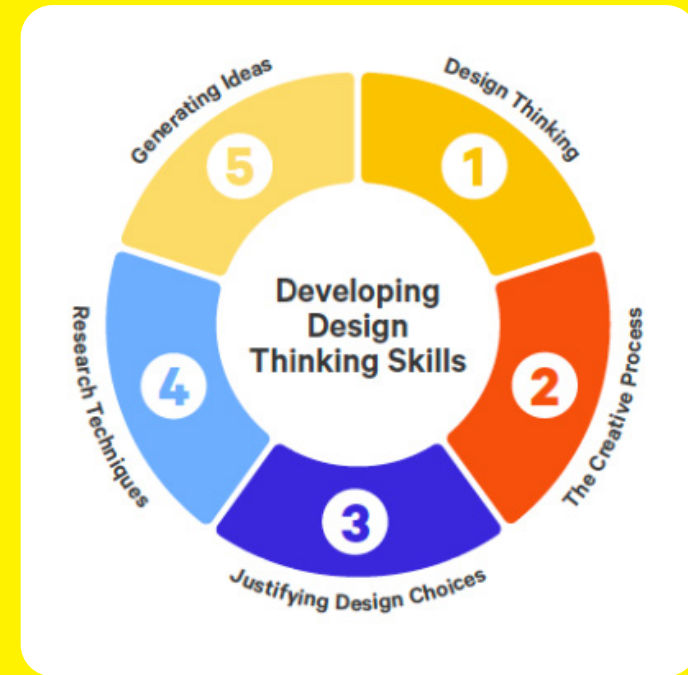 Developing
Design
Thinking Skills
1
Design Thinking
2
The Creative Process
3
Justifying Design Choices
4
Research Techniques
5
Generating Ideas